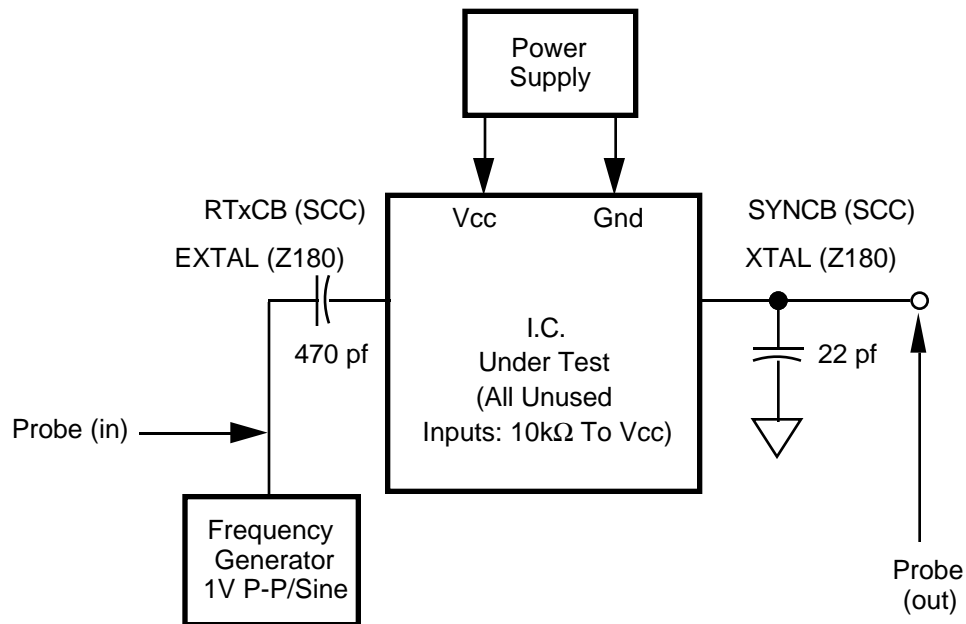 Power
Supply
RTxCB (SCC)
EXTAL (Z180)
Vcc
Gnd
SYNCB (SCC)
XTAL (Z180)
470 pf
I.C.
Under Test
(All Unused
Inputs: 10kΩ To Vcc)
22 pf
Probe (in)
Frequency
Generator
1V P-P/Sine
Probe
(out)